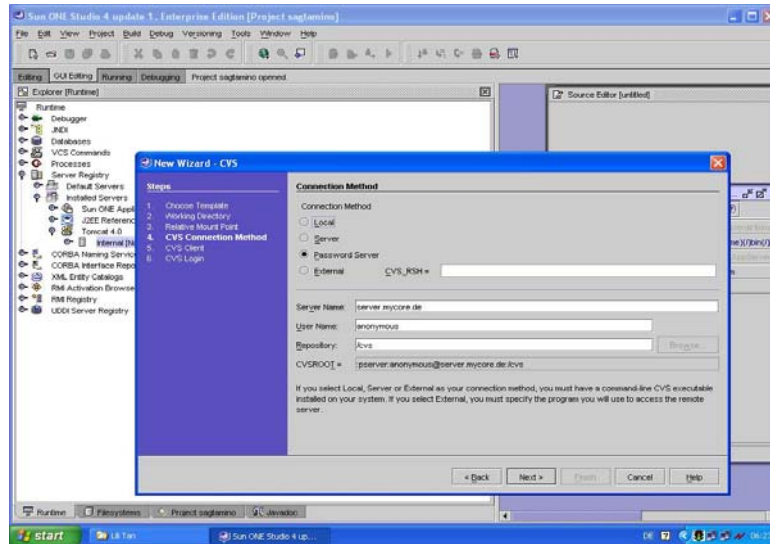 Sun ONE Studio 4 update 1, Enterprise Edition [Project sagtamino]
File Edit View Project Build Debug Versioning Tools Window Help
Editing GUI Editing Running Debugging Project sagtamino opened.
Explorer [Runtime]
Source Editor [untitled]
Runtime
Debugger
JNDI
Databases
VCS Commands
Processes
Server Registry
Default Servers
Installed Servers
Sun ONE Appl
J2EE Referenc
Tomcat 4.0
Internal [No
CORBA Naming Servic
CORBA Interface Repo
XML Entity Catalogs
RMI Activation Browse
RMI Registry
UDDI Server Registry
New Wizard - CVS
Steps
1. Choose Template
2. Working Directory
3. Relative Mount Point
4. CVS Connection Method
5. CVS Client
6. CVS Login
Connection Method
Connection Method
Local
Server
Password Server
External CVS_RSH =
Server Name: server.mycore.de
User Name: anonymous
Repository: /cvs Browse...
CVSROOT = :pserver:anonymous@server.mycore.de:/cvs
If you select Local, Server or External as your connection method, you must have a command-line CVS executable
installed on your system. If you select External, you must specify the program you will use to access the remote
server.
< Back Next > Finish Cancel Help
Runtime Filesystems Project sagtamino Javadoc
start Lili Tan Sun ONE Studio 4 up... DE